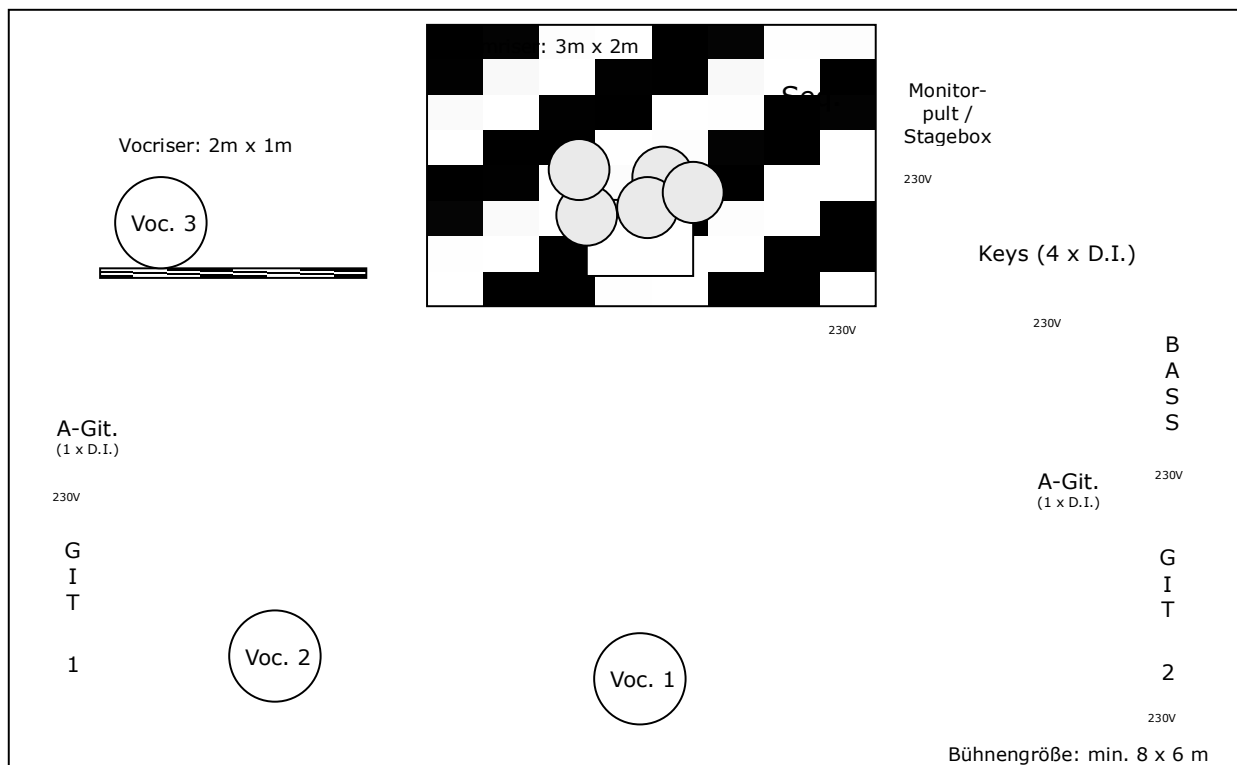 3m x 2m
Monitor-
pult /
Stagebox
230V
Vocriser: 2m x 1m
Voc. 3
Keys (4 x D.I.)
230V
230V
B
A
S
S
230V
A-Git.
(1 x D.I.)
230V
A-Git.
(1 x D.I.)
G
I
T
1
G
I
T
2
Voc. 2
Voc. 1
230V
Bühnengröße: min. 8 x 6 m